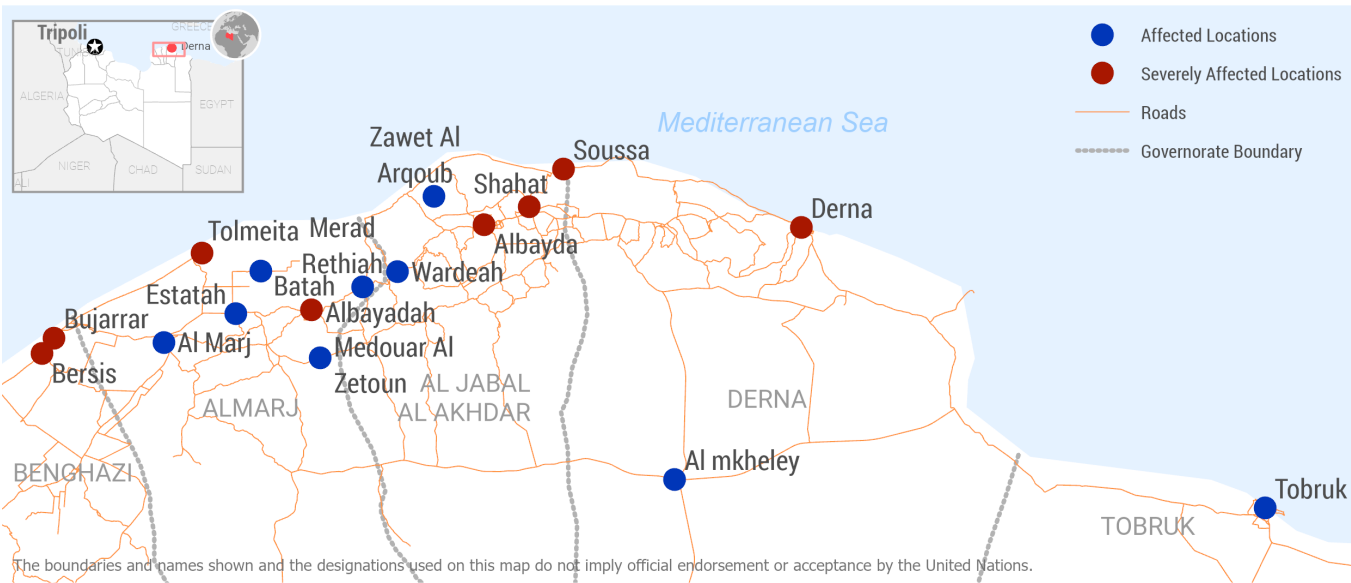 GREECE
Tripoli
TUNISIA
Derna
ALGERIA
EGYPT
NIGER
CHAD
SUDAN
ALI
Affected Locations
Severely Affected Locations
Roads
Governorate Boundary
Mediterranean Sea
Zawet Al
Arqoub
Soussa
Shahat
Derna
Albayda
Tolmeita
Merad
Rethiah
Wardeah
Batah
Estatah
Albayadah
Bujarrar
Al Marj
Medouar Al
Zetoun
Bersis
AL JABAL
AL AKHDAR
ALMARJ
DERNA
BENGHAZI
Al mkheley
Tobruk
TOBRUK
The boundaries and names shown and the designations used on this map do not imply official endorsement or acceptance by the United Nations.